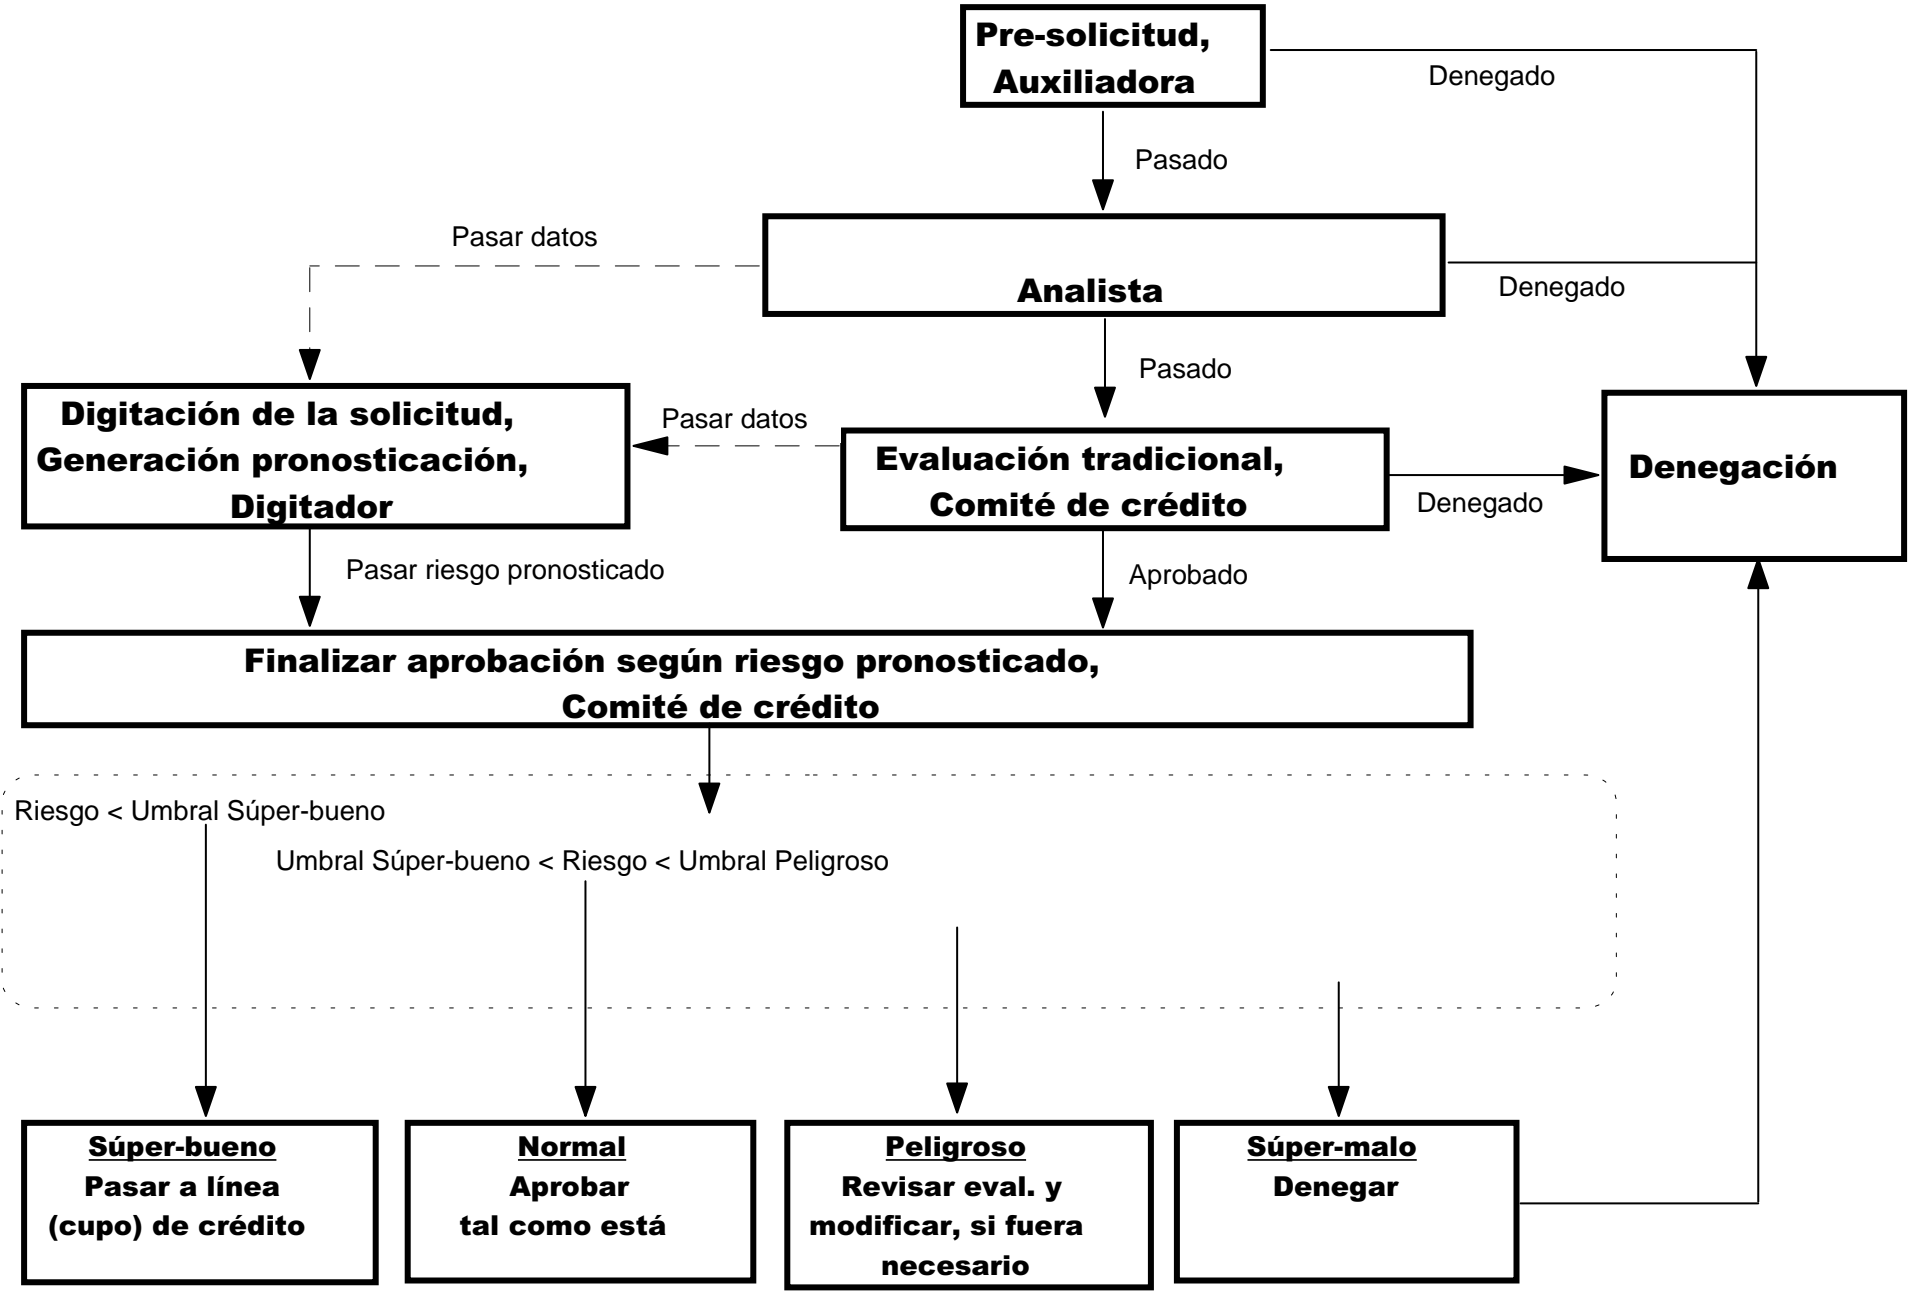 Pre-solicitud,
Auxiliadora
Denegado
Pasado
Pasar datos
Analista
Denegado
Pasado
Digitación de la solicitud,
Generación pronosticación,
Digitador
Pasar datos
Evaluación tradicional,
Comité de crédito
Denegado
Denegación
Pasar riesgo pronosticado
Aprobado
Finalizar aprobación según riesgo pronosticado,
Comité de crédito
Riesgo < Umbral Súper-bueno
Umbral Súper-bueno < Riesgo < Umbral Peligroso
Súper-bueno
Pasar a línea
(cupo) de crédito
Normal
Aprobar
tal como está
Peligroso
Revisar eval. y
modificar, si fuera
necesario
Súper-malo
Denegar